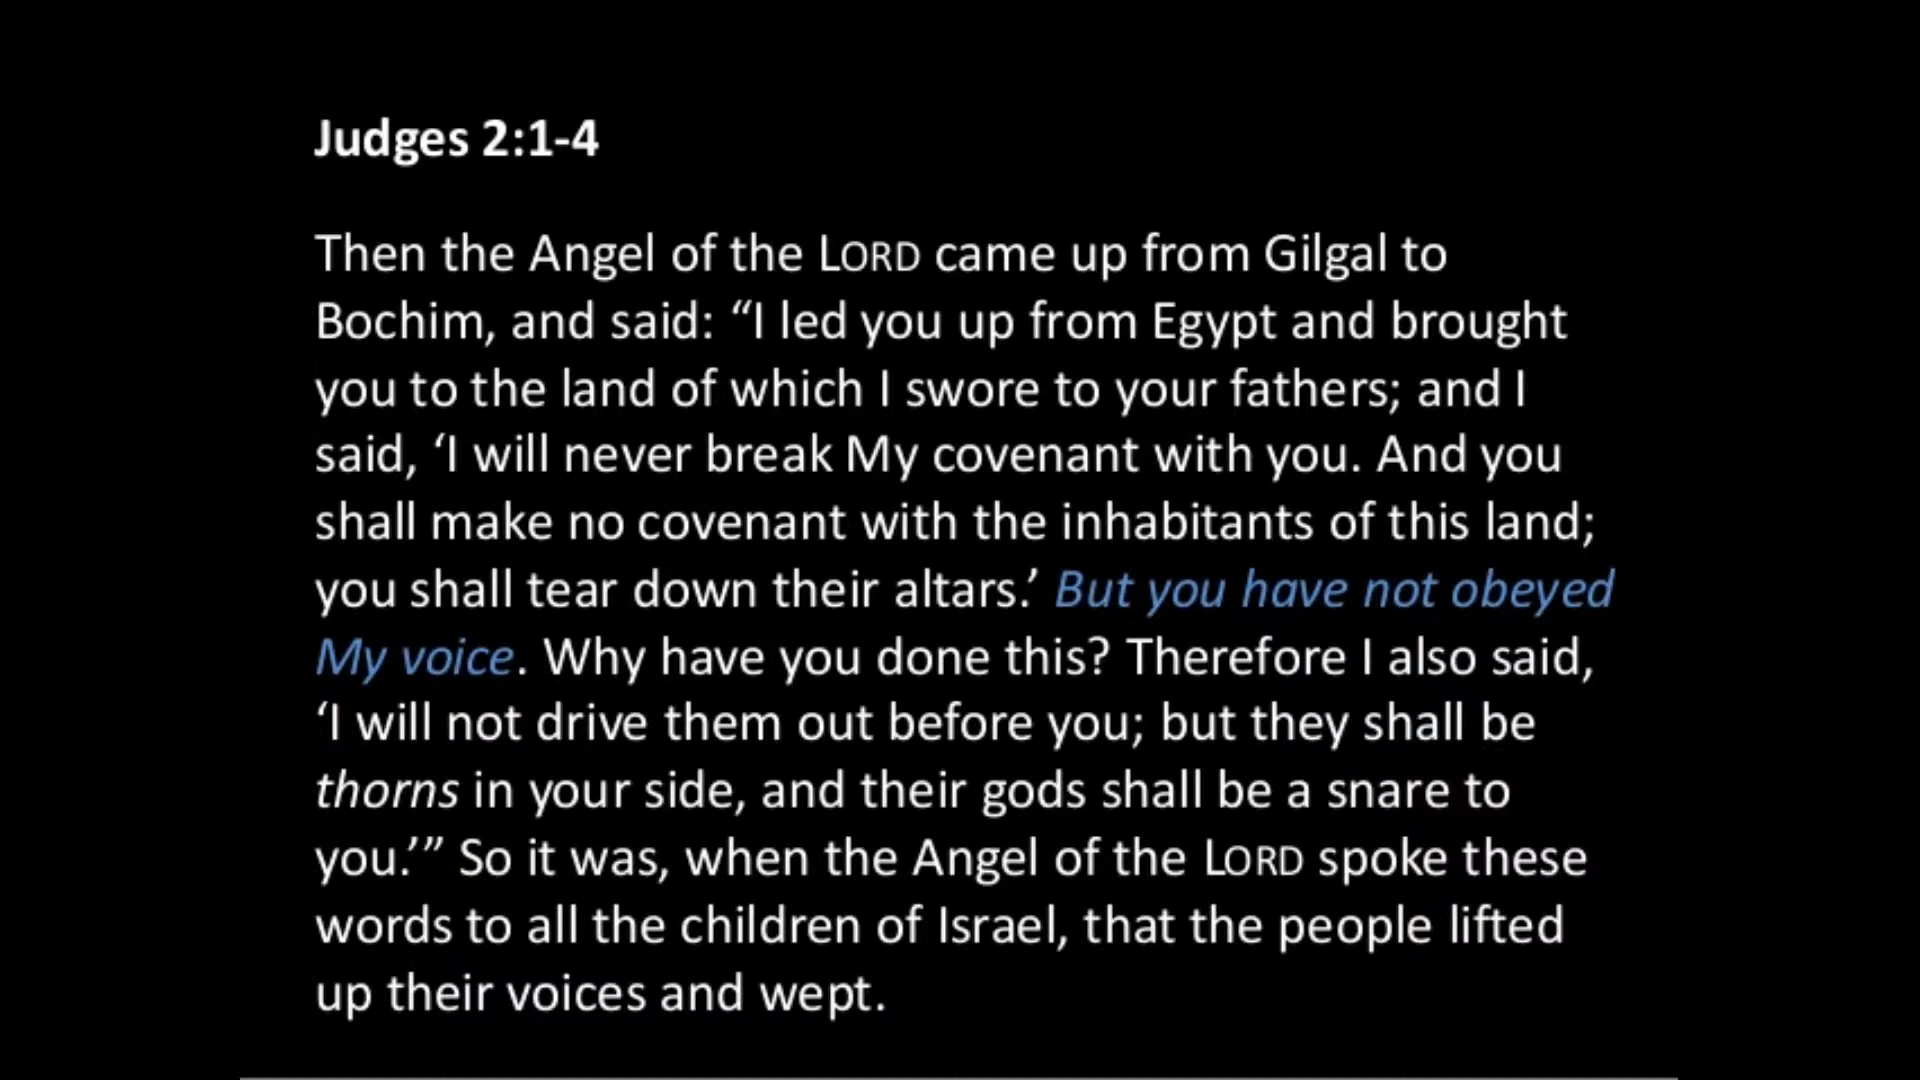 Judges 2:1-4
Then the Angel of the LORD came up from Gilgal to
Bochim, and said: “I led you up from Egypt and brought
you to the land of which I swore to your fathers; and I
said, ‘I will never break My covenant with you. And you
shall make no covenant with the inhabitants of this land;
you shall tear down their altars.’ But you have not obeyed
My voice. Why have you done this? Therefore I also said,
‘I will not drive them out before you; but they shall be
thorns in your side, and their gods shall be a snare to
you.’” So it was, when the Angel of the LORD spoke these
words to all the children of Israel, that the people lifted
up their voices and wept.